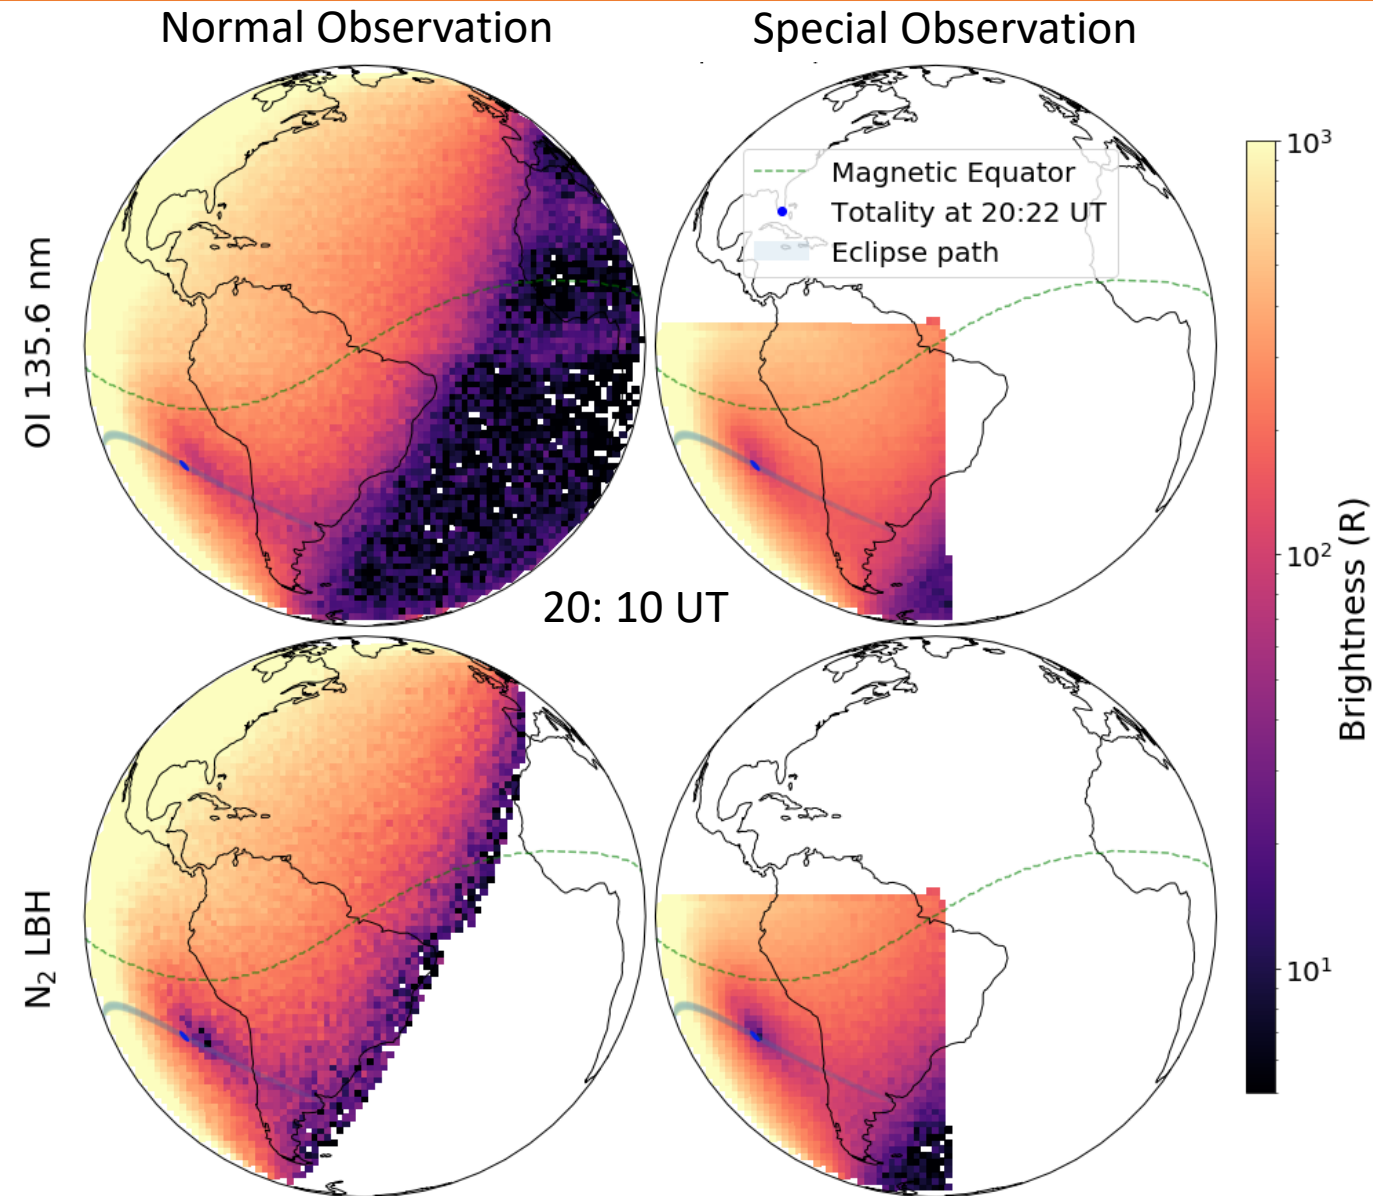 Normal Observation
Special Observation
OI 135.6 nm
Magnetic Equator
Totality at 20:22 UT
Eclipse path
20: 10 UT
N₂ LBH
10³
10²
10¹
Brightness (R)